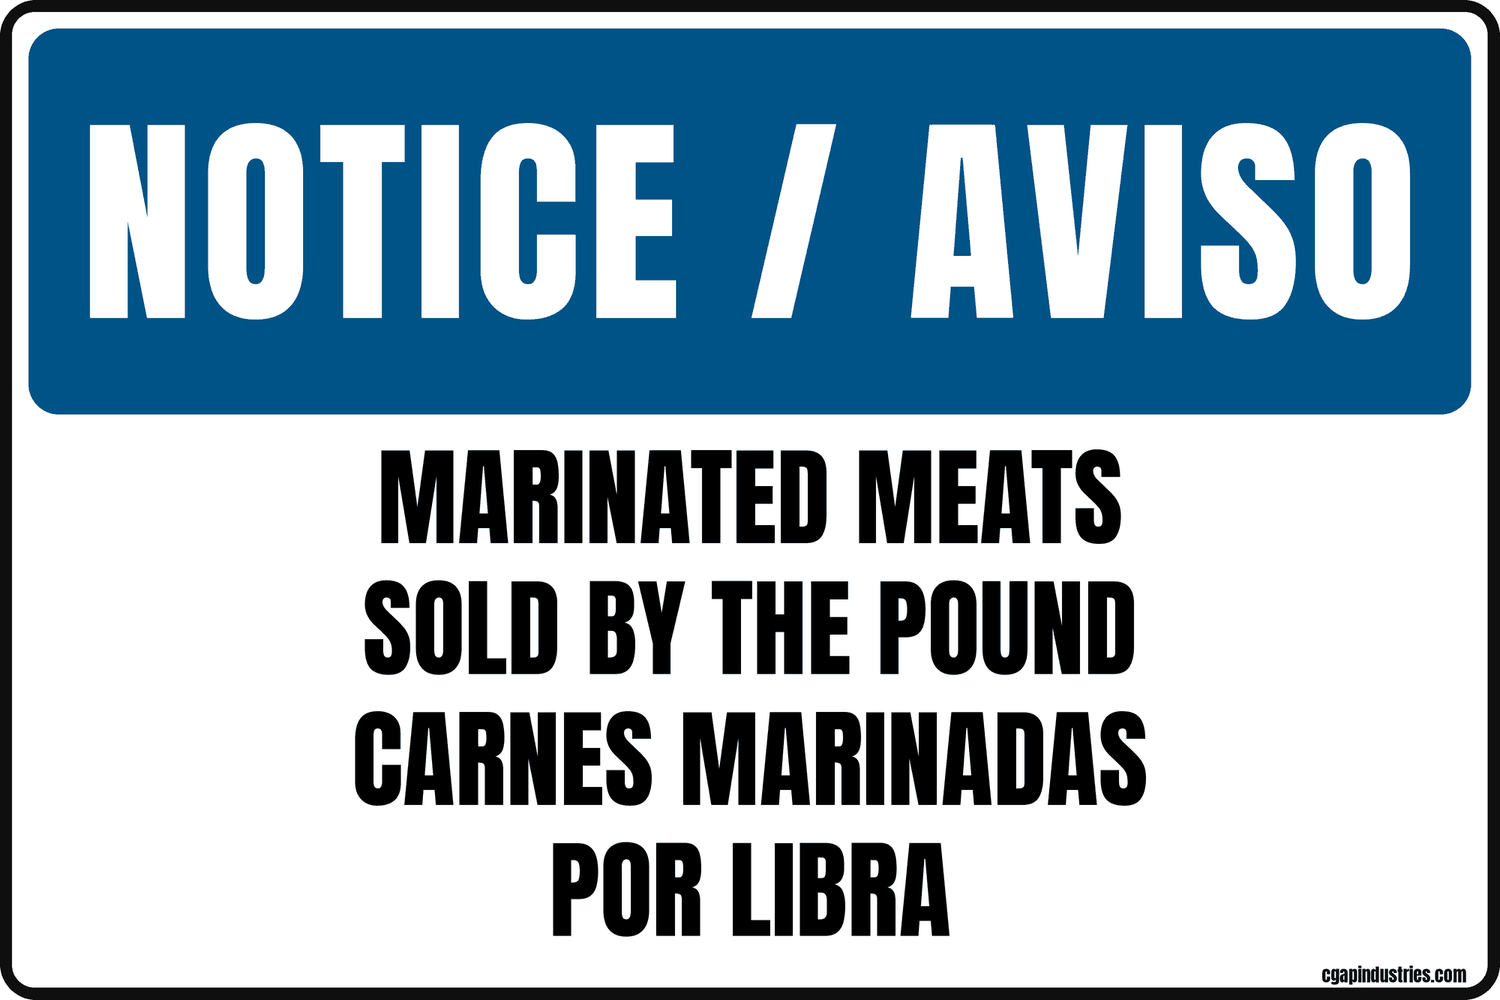 NOTICE / AVISO
MARINATED MEATS
SOLD BY THE POUND
CARNES MARINADAS
POR LIBRA
cgapindustries.com